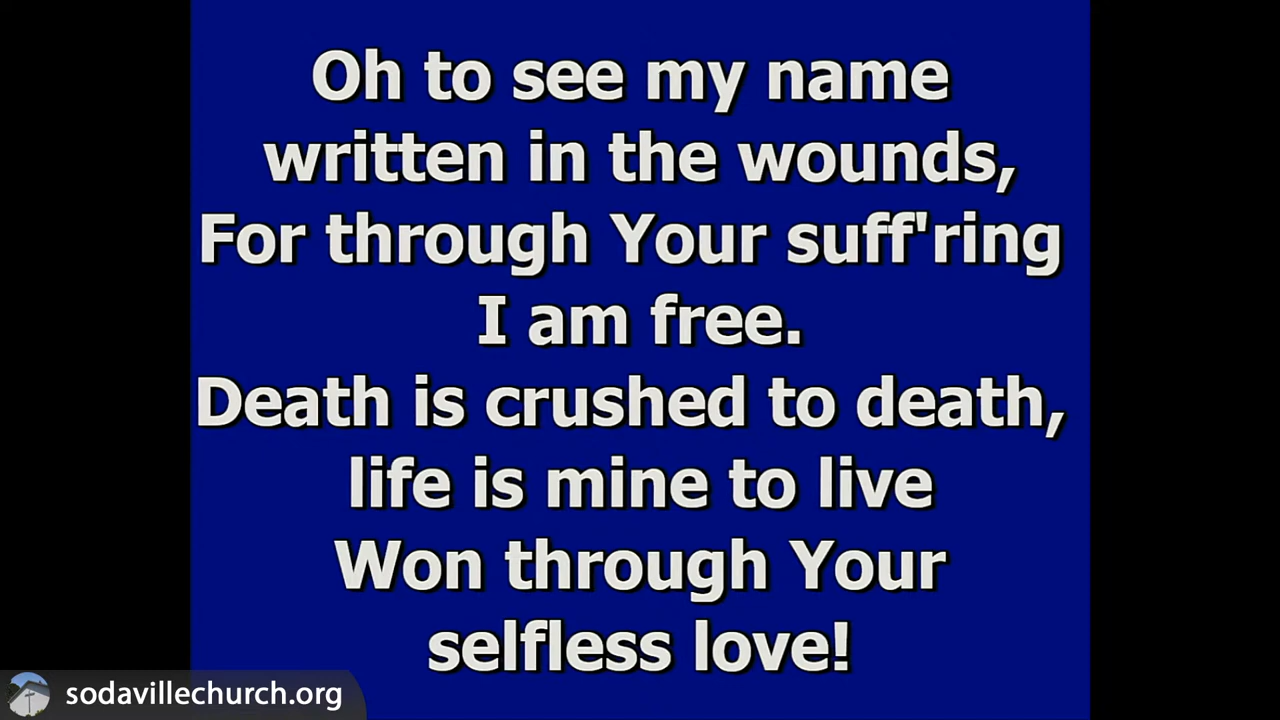 Oh to see my name
written in the wounds,
For through Your suff'ring
I am free.
Death is crushed to death,
life is mine to live
Won through Your
selfless love!
sodavillechurch.org